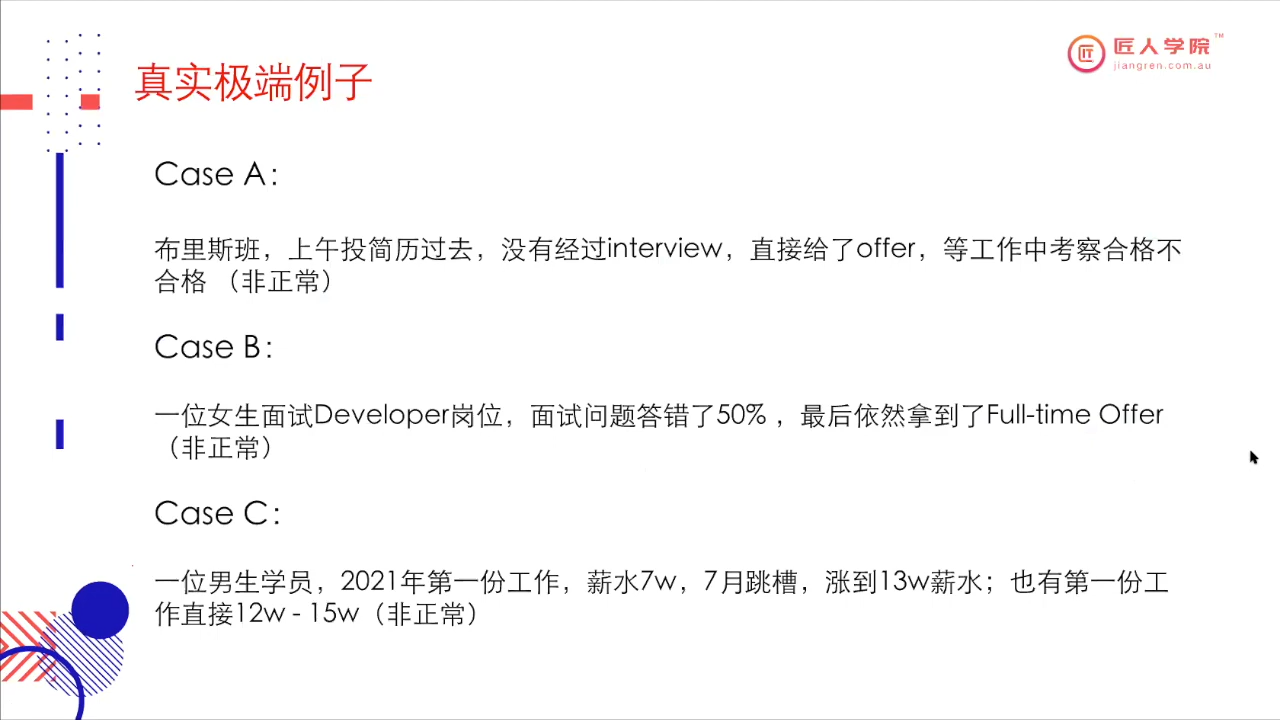 匠人学院™
jiangren.com.au
真实极端例子
Case A：
布里斯班，上午投简历过去，没有经过interview，直接给了offer，等工作中考察合格不
合格 （非正常）
Case B：
一位女生面试Developer岗位，面试问题答错了50% ，最后依然拿到了Full-time Offer
（非正常）
Case C：
一位男生学员，2021年第一份工作，薪水7w，7月跳槽，涨到13w薪水；也有第一份工
作直接12w - 15w（非正常）